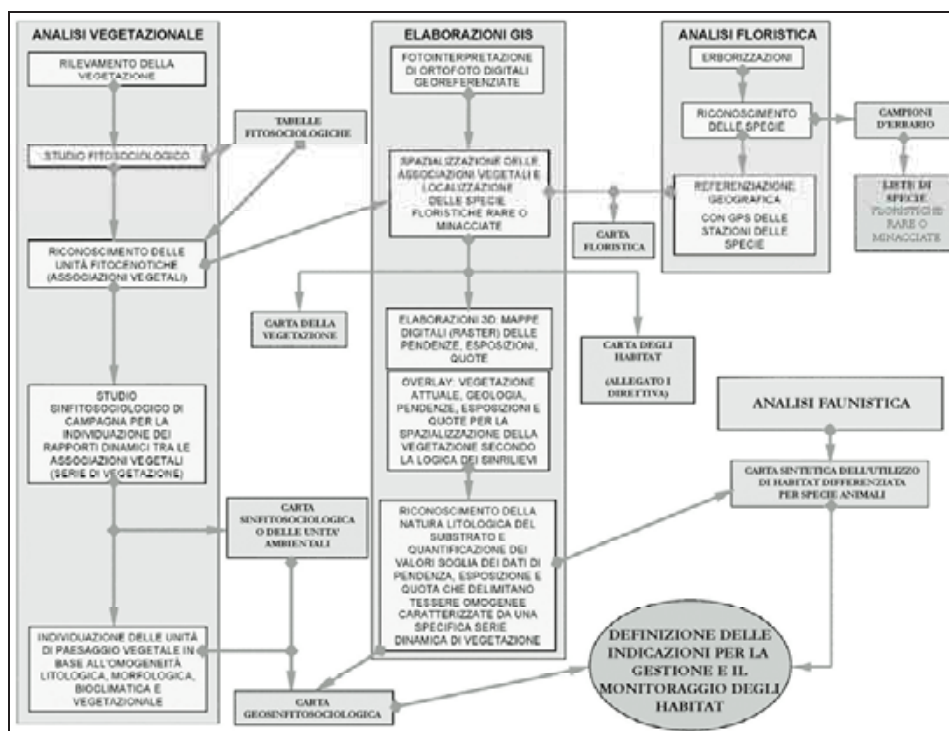 ANALISI VEGETAZIONALE
RILEVAMENTO DELLA
VEGETAZIONE
STUDIO FITOSOCIOLOGICO
RICONOSCIMENTO DELLE
UNITÀ FITOCENOTICHE
(ASSOCIAZIONI VEGETALI)
STUDIO
SINFITOSOCIOLOGICO DI
CAMPAGNA PER LA
INDIVIDUAZIONE DEI
RAPPORTI DINAMICI TRA LE
ASSOCIAZIONI VEGETALI
(SERIE DI VEGETAZIONE)
INDIVIDUAZIONE DELLE UNITÀ
DI PAESAGGIO VEGETALE IN
BASE ALL'OMOGENEITÀ
LITOLOGICA, MORFOLOGICA,
BIOCLIMATICA E
VEGETAZIONALE
TABELLE
FITOSOCIOLOGICHE
CARTA DELLA
VEGETAZIONE
CARTA
SINFITOSOCIOLOGICA
O DELLE UNITA'
AMBIENTALI
CARTA
GEOSINFITOSOCIOLOGICA
ELABORAZIONI GIS
FOTOINTERPRETAZIONE
DI ORTOFOTO DIGITALI
GEOREFERENZIATE
SPAZIALIZZAZIONE DELLE
ASSOCIAZIONI VEGETALI E
LOCALIZZAZIONE
DELLE SPECIE
FLORISTICHE RARE O
MINACCIATE
ELABORAZIONI 3D: MAPPE
DIGITALI (RASTER) DELLE
PENDENZE, ESPOSIZIONI,
QUOTE
OVERLAY: VEGETAZIONE
ATTUALE, GEOLOGIA,
PENDENZE, ESPOSIZIONI E
QUOTE PER LA
SPAZIALIZZAZIONE DELLA
VEGETAZIONE SECONDO
LA LOGICA DEI SINRILIEVI
RICONOSCIMENTO DELLA
NATURA LITOLOGICA DEL
SUBSTRATO E
QUANTIFICAZIONE DEI
VALORI SOGLIA DEI DATI DI
PENDENZA, ESPOSIZIONE E
QUOTA CHE DELIMITANO
TESSERE OMOGENEE
CARATTERIZZATE DA UNA
SPECIFICA SERIE
DINAMICA DI VEGETAZIONE
ANALISI FLORISTICA
ERBORIZZAZIONI
RICONOSCIMENTO
DELLE SPECIE
REFERENZIAZIONE
GEOGRAFICA
CON GPS DELLE
STAZIONI DELLE
SPECIE
CARTA
FLORISTICA
CAMPIONI
D'ERBARIO
LISTE DI
SPECIE
FLORISTICHE
RARE O
MINACCIATE
CARTA DEGLI
HABITAT
(ALLEGATO I
DIRETTIVA)
ANALISI FAUNISTICA
CARTA SINTETICA DELL'UTILIZZO
DI HABITAT DIFFERENZIATA
PER SPECIE ANIMALI
DEFINIZIONE DELLE
INDICAZIONI PER LA
GESTIONE E IL
MONITORAGGIO DEGLI
HABITAT